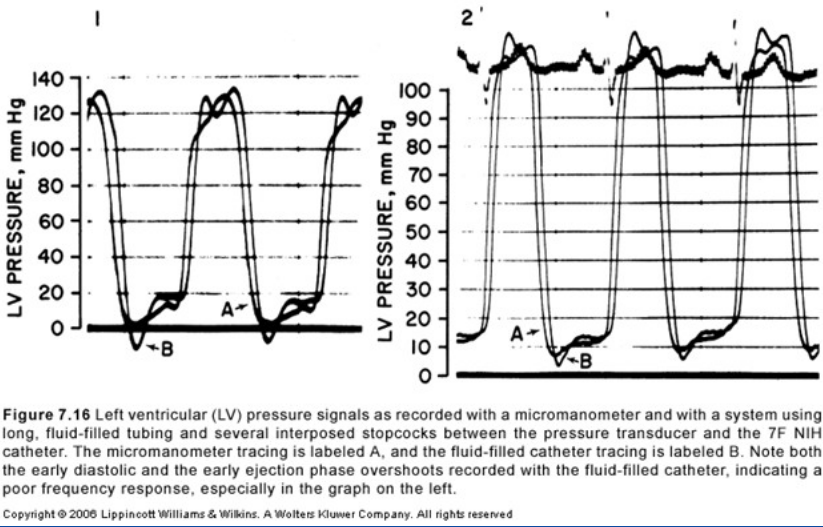 1
2
140
120
100
80
60
40
20
0
LV PRESSURE, mm Hg
A
B
100
90
80
70
60
50
40
30
20
10
0
LV PRESSURE, mm Hg
A
B
Figure 7.16 Left ventricular (LV) pressure signals as recorded with a micromanometer and with a system using
long, fluid-filled tubing and several interposed stopcocks between the pressure transducer and the 7F NIH
catheter. The micromanometer tracing is labeled A, and the fluid-filled catheter tracing is labeled B. Note both
the early diastolic and the early ejection phase overshoots recorded with the fluid-filled catheter, indicating a
poor frequency response, especially in the graph on the left.
Copyright © 2006 Lippincott Williams & Wilkins. A Wolters Kluwer Company. All rights reserved